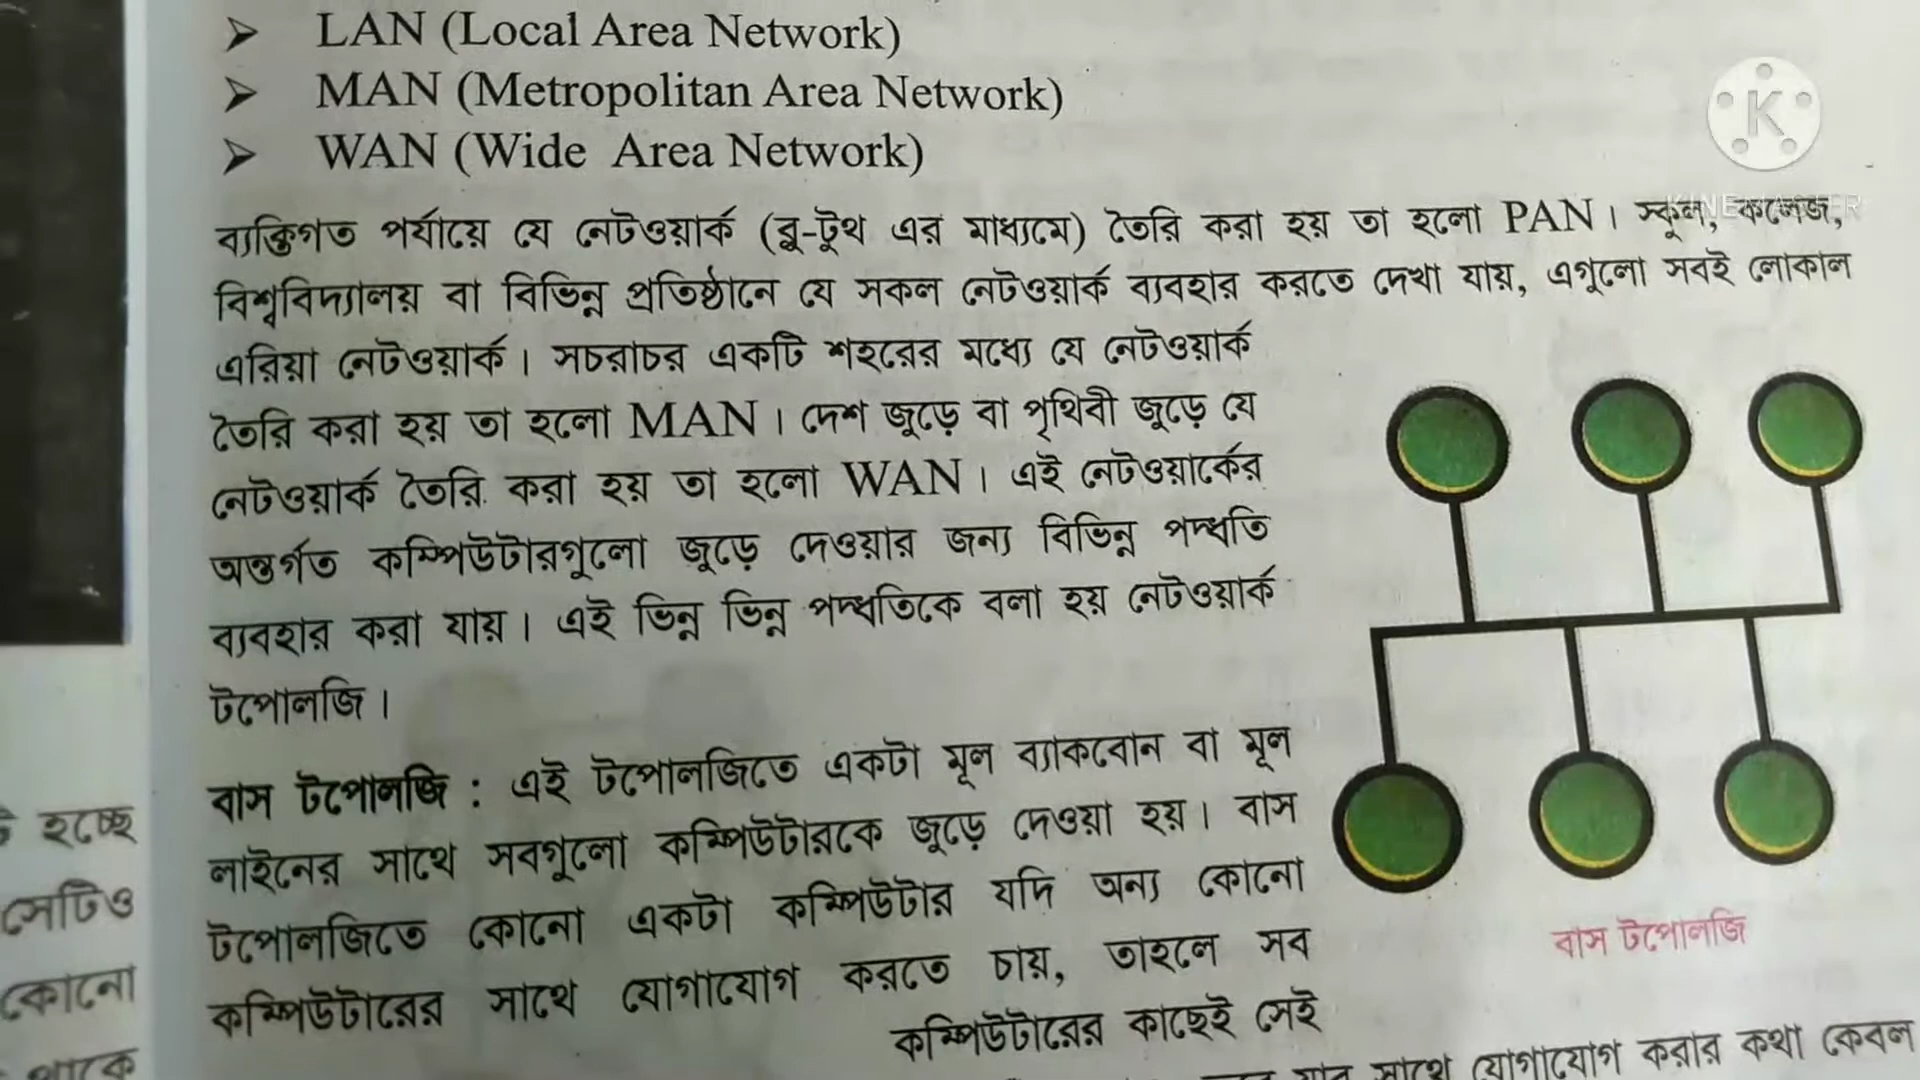 ➢ LAN (Local Area Network)
➢ MAN (Metropolitan Area Network)
➢ WAN (Wide Area Network)
K
KINEMASTER
ব্যক্তিগত পর্যায়ে যে নেটওয়ার্ক (ব্লু-টুথ এর মাধ্যমে) তৈরি করা হয় তা হলো PAN। স্কুল, কলেজ,
বিশ্ববিদ্যালয় বা বিভিন্ন প্রতিষ্ঠানে যে সকল নেটওয়ার্ক ব্যবহার করতে দেখা যায়, এগুলো সবই লোকাল
এরিয়া নেটওয়ার্ক। সচরাচর একটি শহরের মধ্যে যে নেটওয়ার্ক
তৈরি করা হয় তা হলো MAN। দেশ জুড়ে বা পৃথিবী জুড়ে যে
নেটওয়ার্ক তৈরি করা হয় তা হলো WAN। এই নেটওয়ার্কের
অন্তর্গত কম্পিউটারগুলো জুড়ে দেওয়ার জন্য বিভিন্ন পদ্ধতি
ব্যবহার করা যায়। এই ভিন্ন ভিন্ন পদ্ধতিকে বলা হয় নেটওয়ার্ক
টপোলজি।
বাস টপোলজি : এই টপোলজিতে একটা মূল ব্যাকবোন বা মূল
লাইনের সাথে সবগুলো কম্পিউটারকে জুড়ে দেওয়া হয়। বাস
টপোলজিতে কোনো একটা কম্পিউটার যদি অন্য কোনো
কম্পিউটারের সাথে যোগাযোগ করতে চায়, তাহলে সব
কম্পিউটারের কাছেই সেই
সাথে যোগাযোগ করার কথা কেবল
বাস টপোলজি
হচ্ছে
সেটিও
কোনো
থাকে